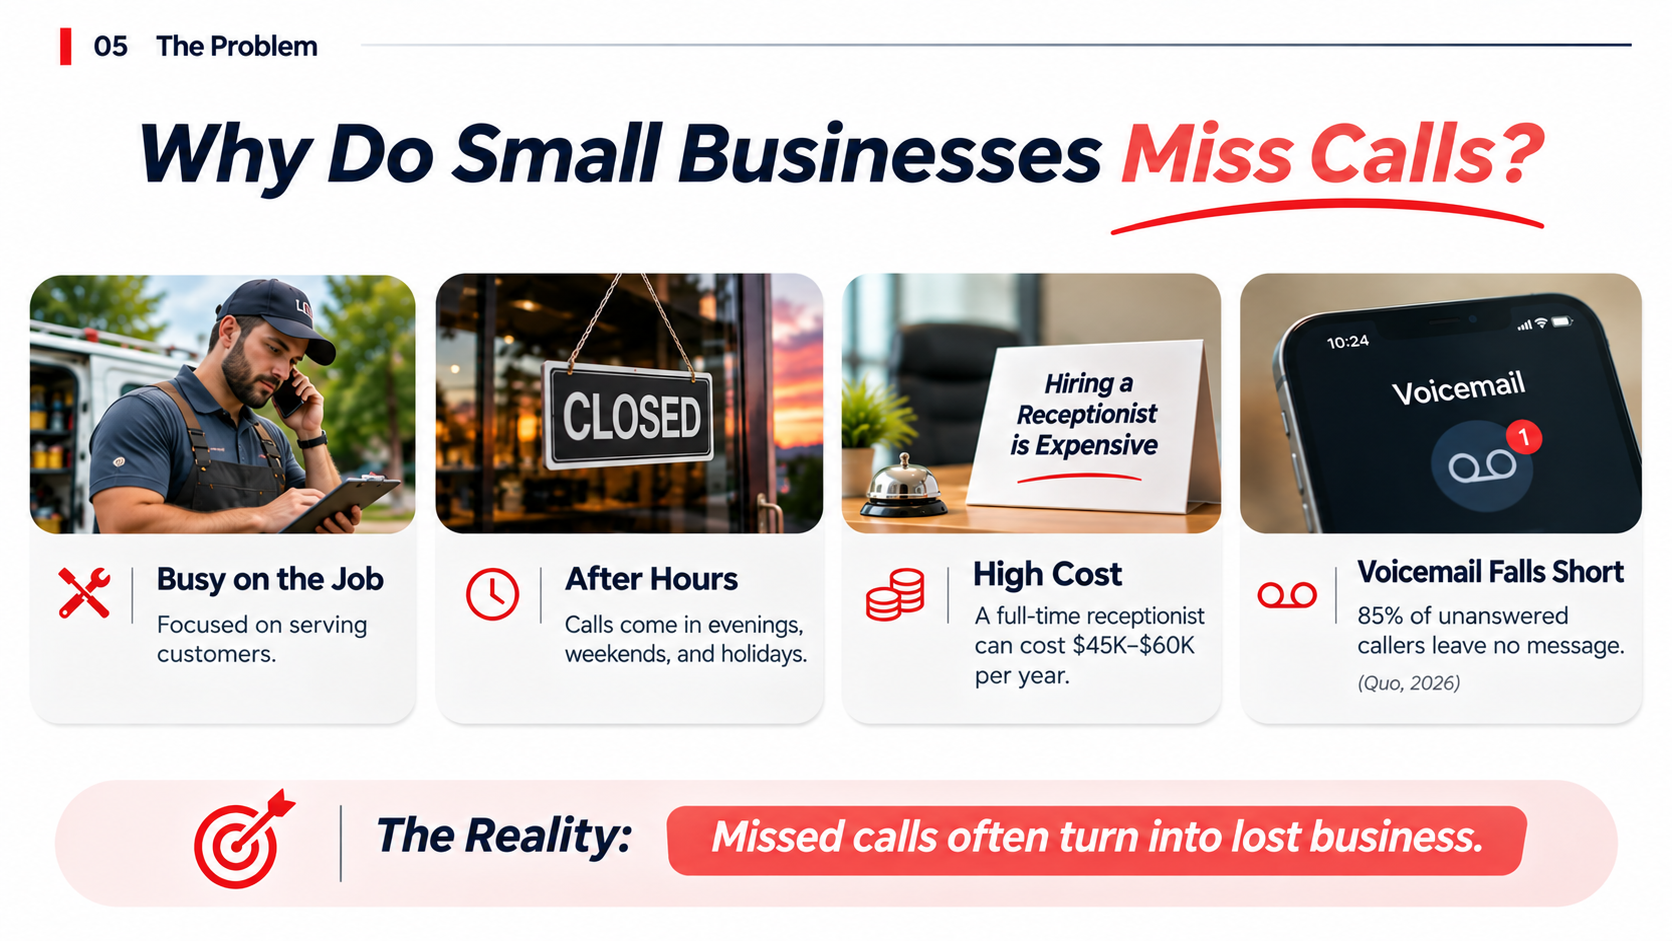 05 The Problem
Why Do Small Businesses Miss Calls?
CLOSED
Hiring a
Receptionist
is Expensive
10:24
Voicemail
1
Busy on the Job
Focused on serving
customers.
After Hours
Calls come in evenings,
weekends, and holidays.
High Cost
A full-time receptionist
can cost $45K–$60K
per year.
Voicemail Falls Short
85% of unanswered
callers leave no message.
(Quo, 2026)
The Reality: Missed calls often turn into lost business.